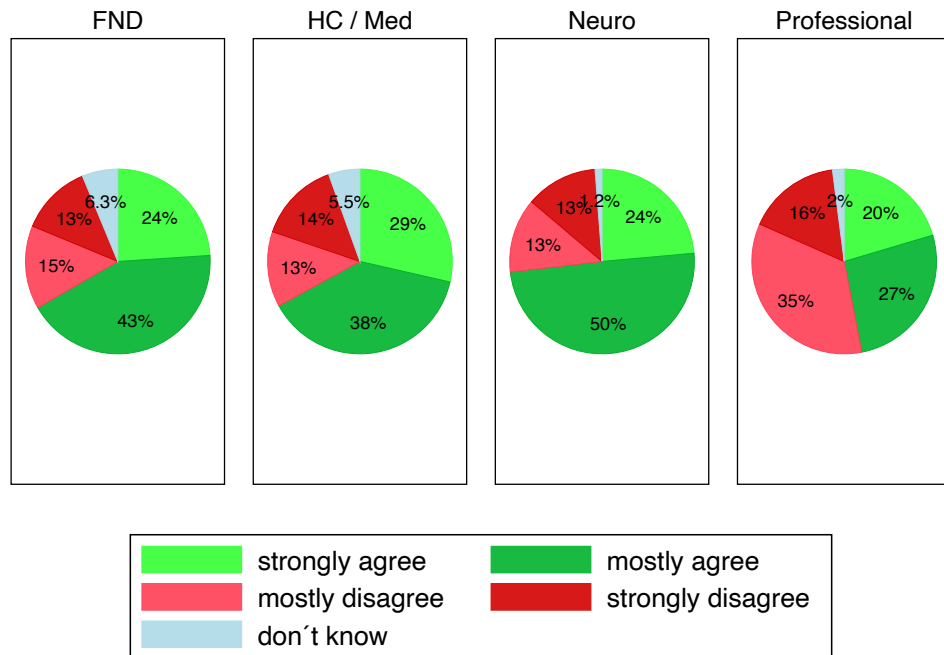 FND HC / Med Neuro Professional
6.3% 24% 13% 15% 43%
5.5% 29% 14% 13% 38%
1.2% 24% 13% 13% 50%
2% 20% 16% 35% 27%
strongly agree mostly agree
mostly disagree strongly disagree
don´t know